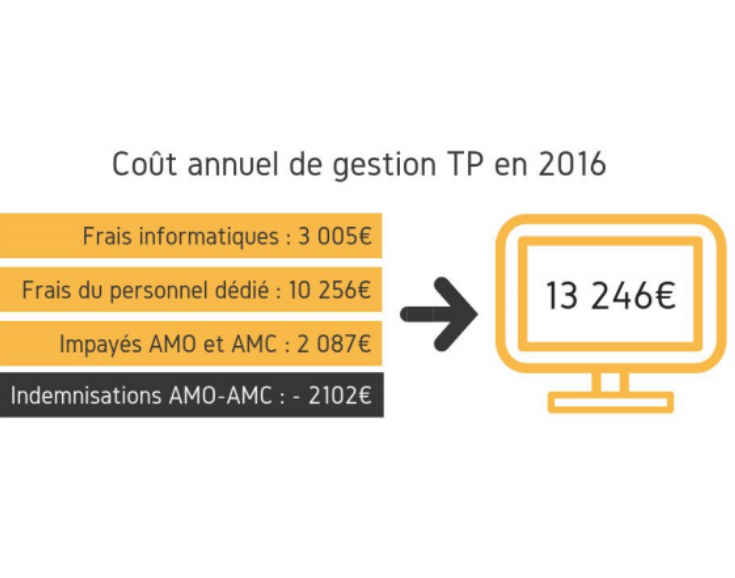 Coût annuel de gestion TP en 2016
Frais informatiques : 3 005€
Frais du personnel dédié : 10 256€
Impayés AMO et AMC : 2 087€
Indemnisations AMO-AMC : - 2102€
13 246€